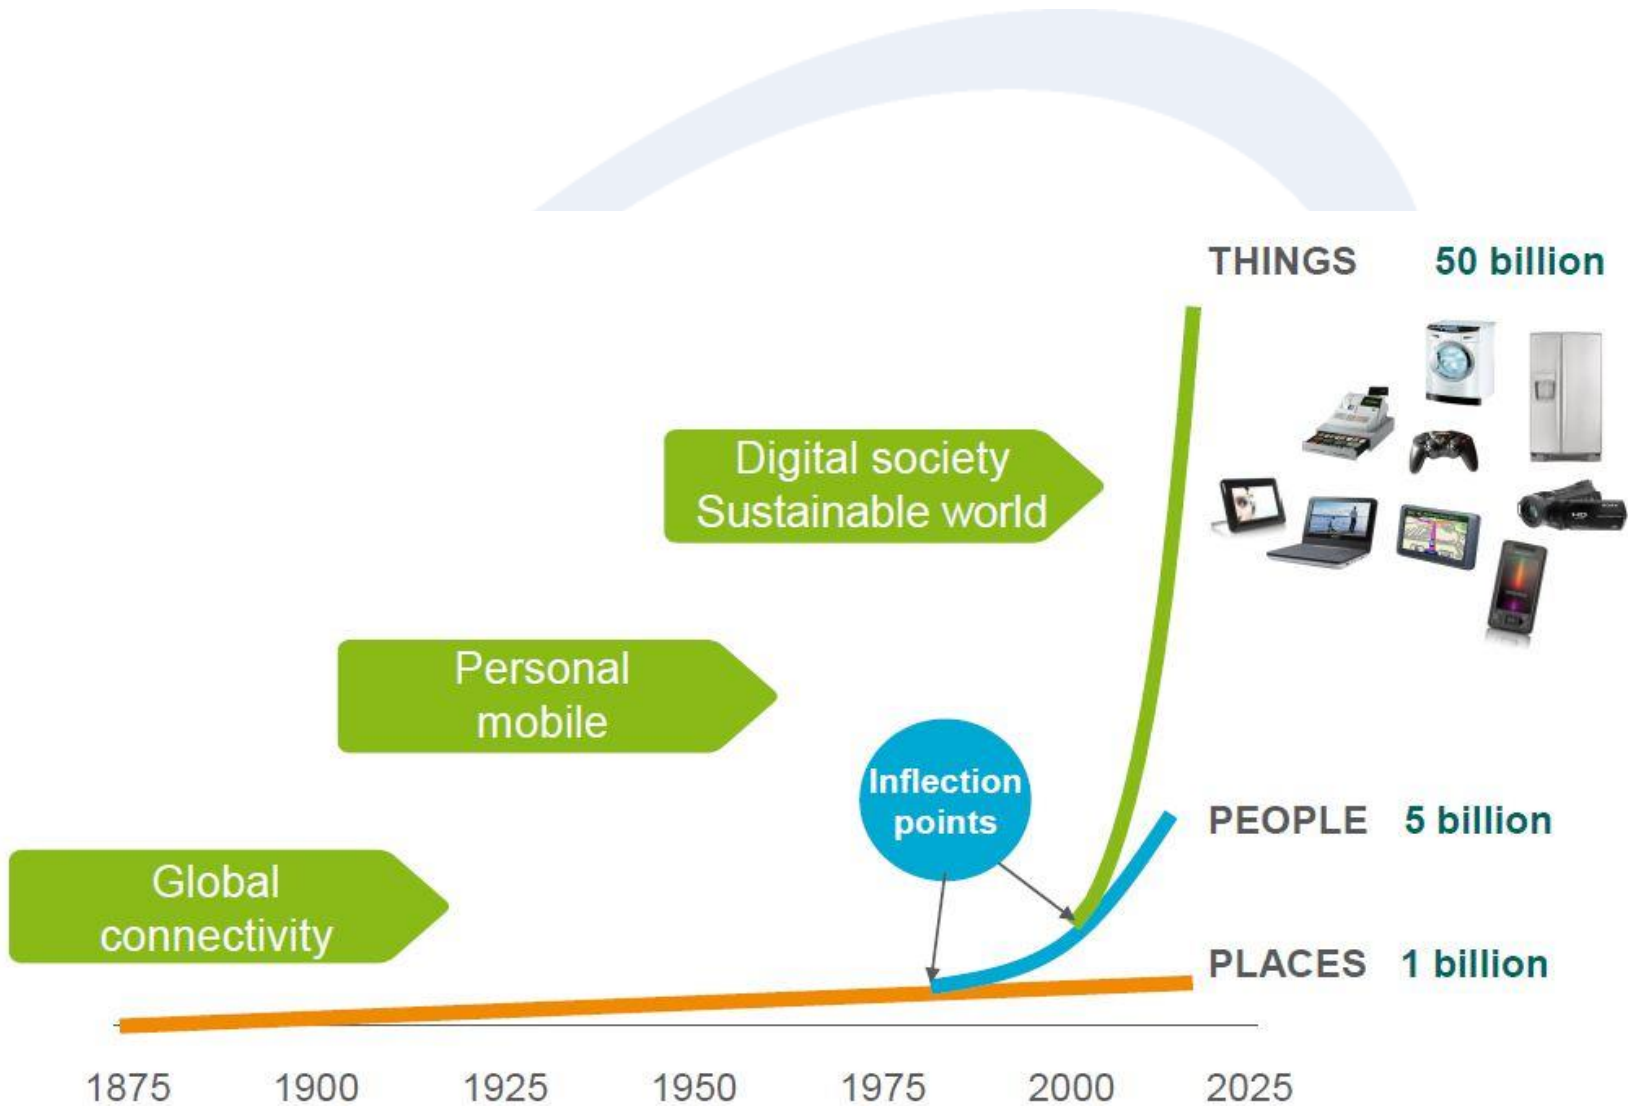 THINGS 50 billion
Digital society
Sustainable world
Personal
mobile
Inflection
points
PEOPLE 5 billion
Global
connectivity
PLACES 1 billion
1875 1900 1925 1950 1975 2000 2025